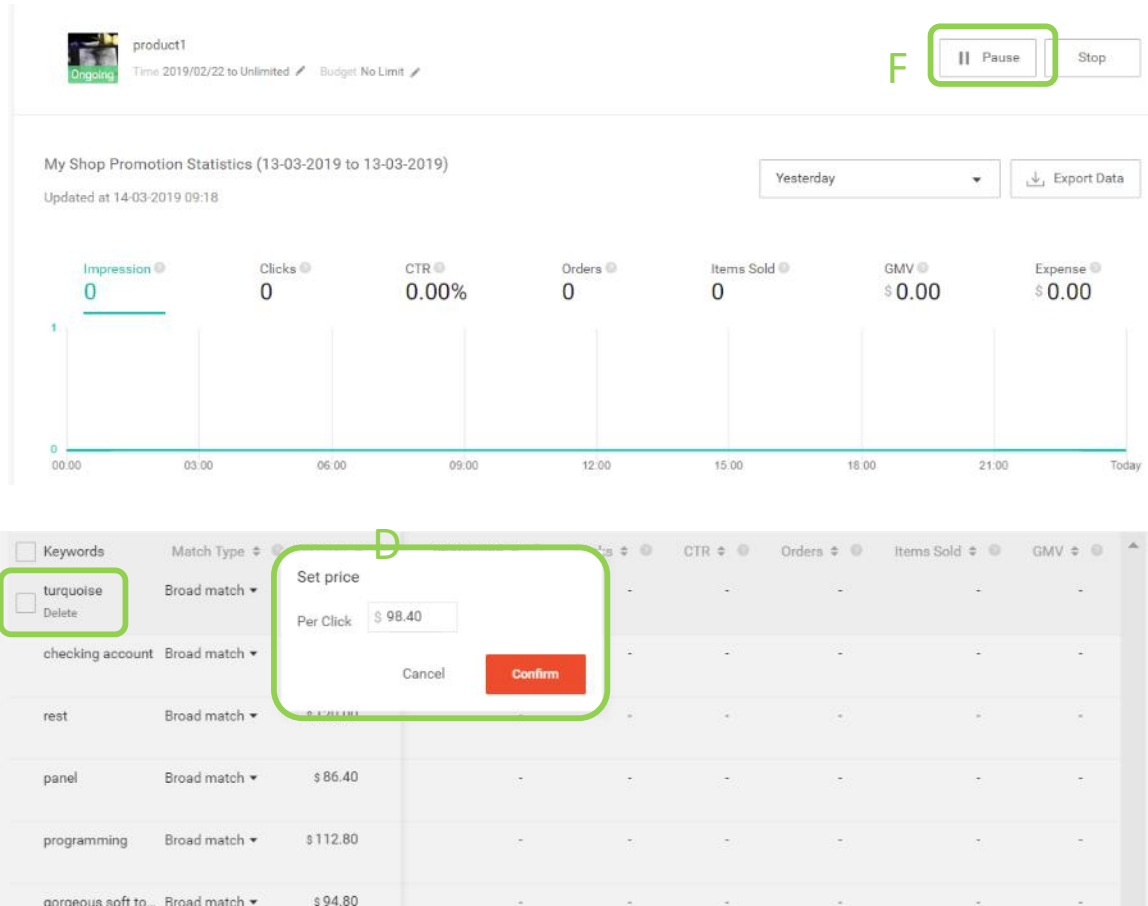 product1
Ongoing
Time 2019/02/22 to Unlimited Budget No Limit
F
Pause
Stop
My Shop Promotion Statistics (13-03-2019 to 13-03-2019)
Updated at 14-03-2019 09:18
Yesterday
Export Data
Impression Clicks CTR Orders Items Sold GMV Expense
0 0 0.00% 0 0 $ 0.00 $ 0.00
1
0
00:00 03:00 06:00 09:00 12:00 15:00 18:00 21:00 Today
D
Keywords Match Type CTR Orders Items Sold GMV
turquoise Broad match - - - - -
Delete
Set price
Per Click $ 98.40
Cancel Confirm
checking account Broad match - - - - -
rest Broad match $ 120.00 - - - - - -
panel Broad match $ 86.40 - - - - - -
programming Broad match $ 112.80 - - - - - -
gorgeous soft to... Broad match $ 94.80 - - - - - -